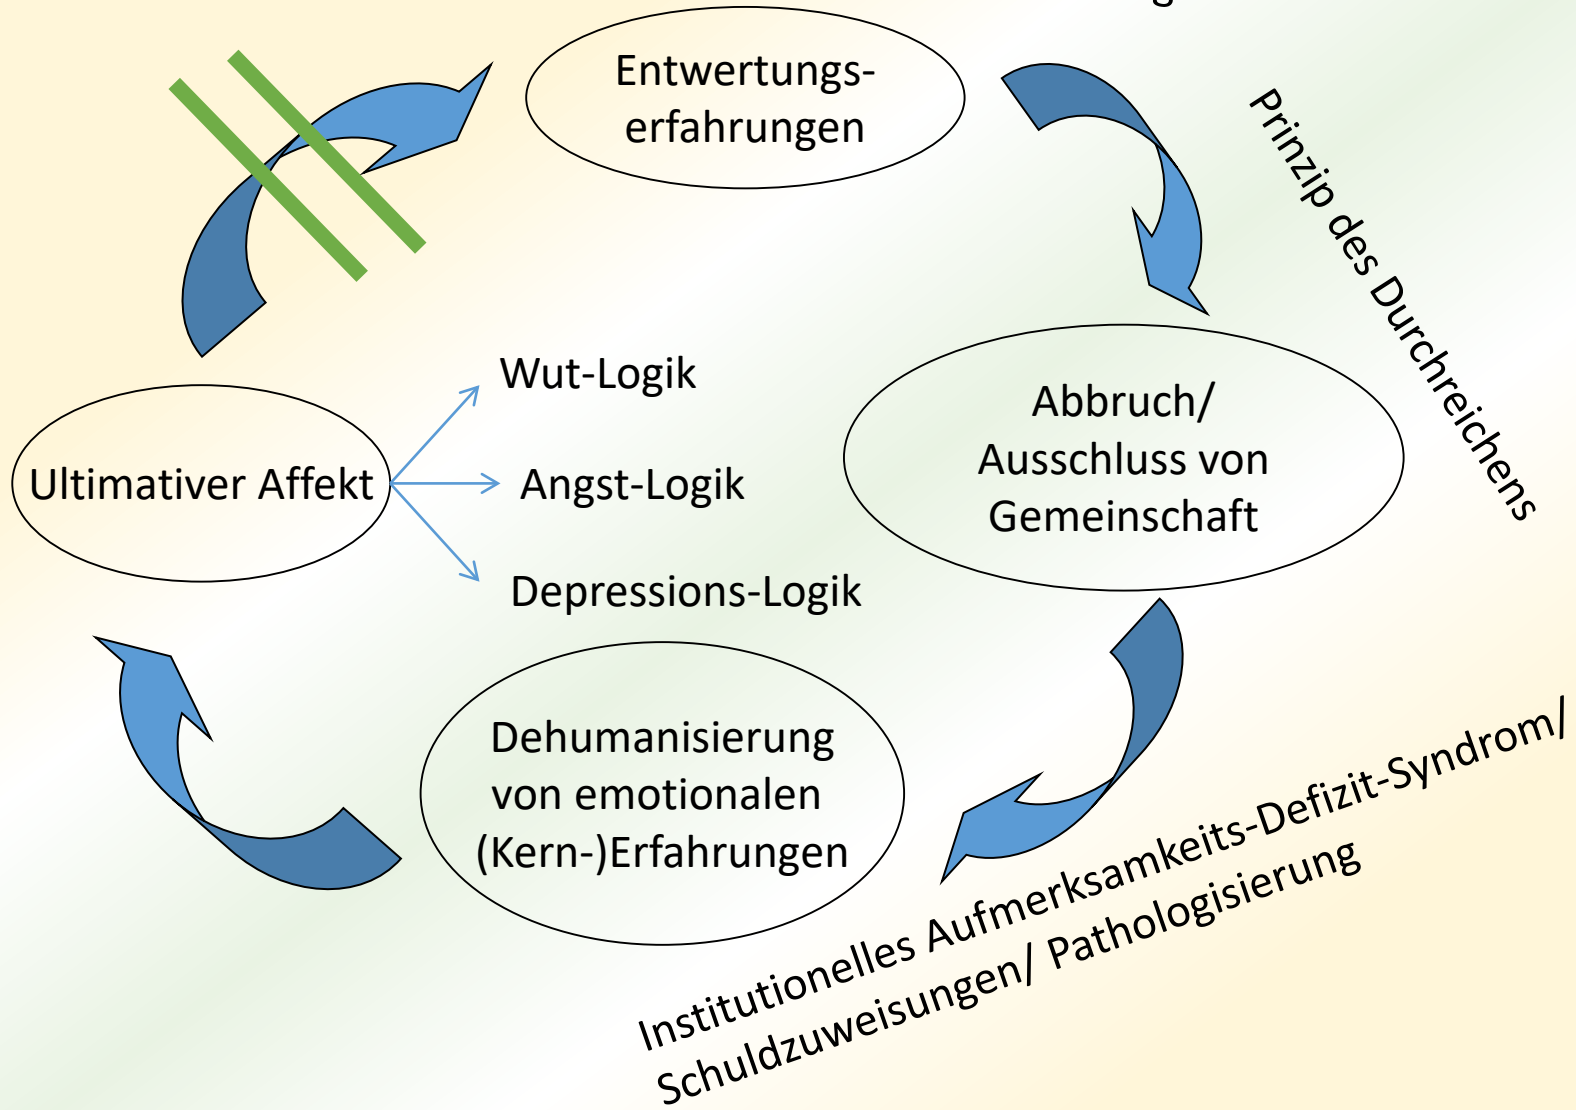 Entwertungs-
erfahrungen
Prinzip des Durchreichens
Wut-Logik
Abbruch/
Ausschluss von
Gemeinschaft
Ultimativer Affekt
Angst-Logik
Depressions-Logik
Dehumanisierung
von emotionalen
(Kern-)Erfahrungen
Institutionelles Aufmerksamkeits-Defizit-Syndrom/
Schuldzuweisungen/ Pathologisierung